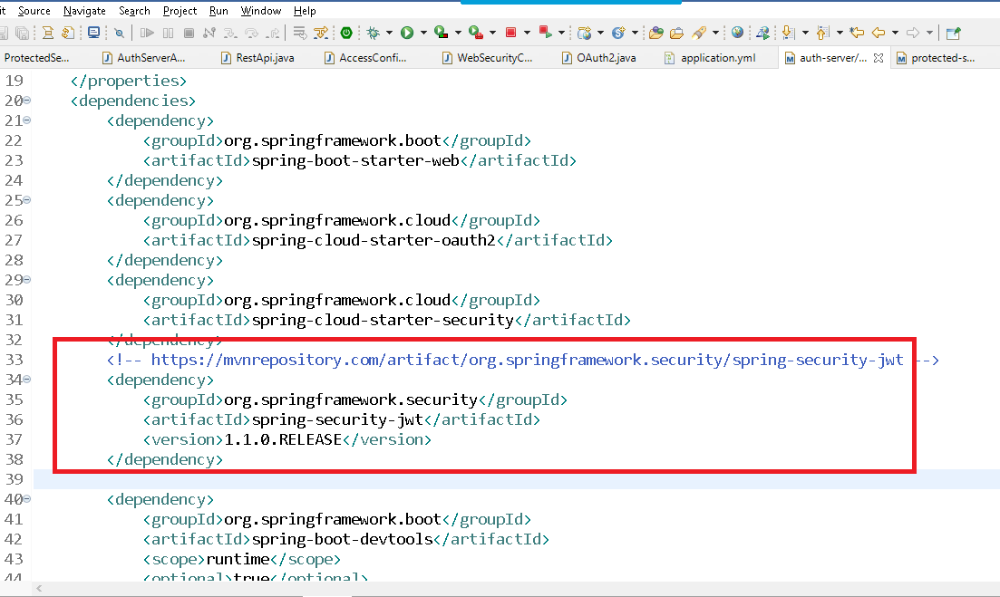 it Source Navigate Search Project Run Window Help
ProtectedSe... AuthServerA... RestApi.java AccessConfi... WebSecurityC... OAuth2.java application.yml auth-server/... protected-s...
19 </properties>
20 <dependencies>
21 <dependency>
22 <groupId>org.springframework.boot</groupId>
23 <artifactId>spring-boot-starter-web</artifactId>
24 </dependency>
25 <dependency>
26 <groupId>org.springframework.cloud</groupId>
27 <artifactId>spring-cloud-starter-oauth2</artifactId>
28 </dependency>
29 <dependency>
30 <groupId>org.springframework.cloud</groupId>
31 <artifactId>spring-cloud-starter-security</artifactId>
32 </dependency>
33 <!-- https://mvnrepository.com/artifact/org.springframework.security/spring-security-jwt -->
34 <dependency>
35 <groupId>org.springframework.security</groupId>
36 <artifactId>spring-security-jwt</artifactId>
37 <version>1.1.0.RELEASE</version>
38 </dependency>
39
40 <dependency>
41 <groupId>org.springframework.boot</groupId>
42 <artifactId>spring-boot-devtools</artifactId>
43 <scope>runtime</scope>
44 <optional>true</optional>